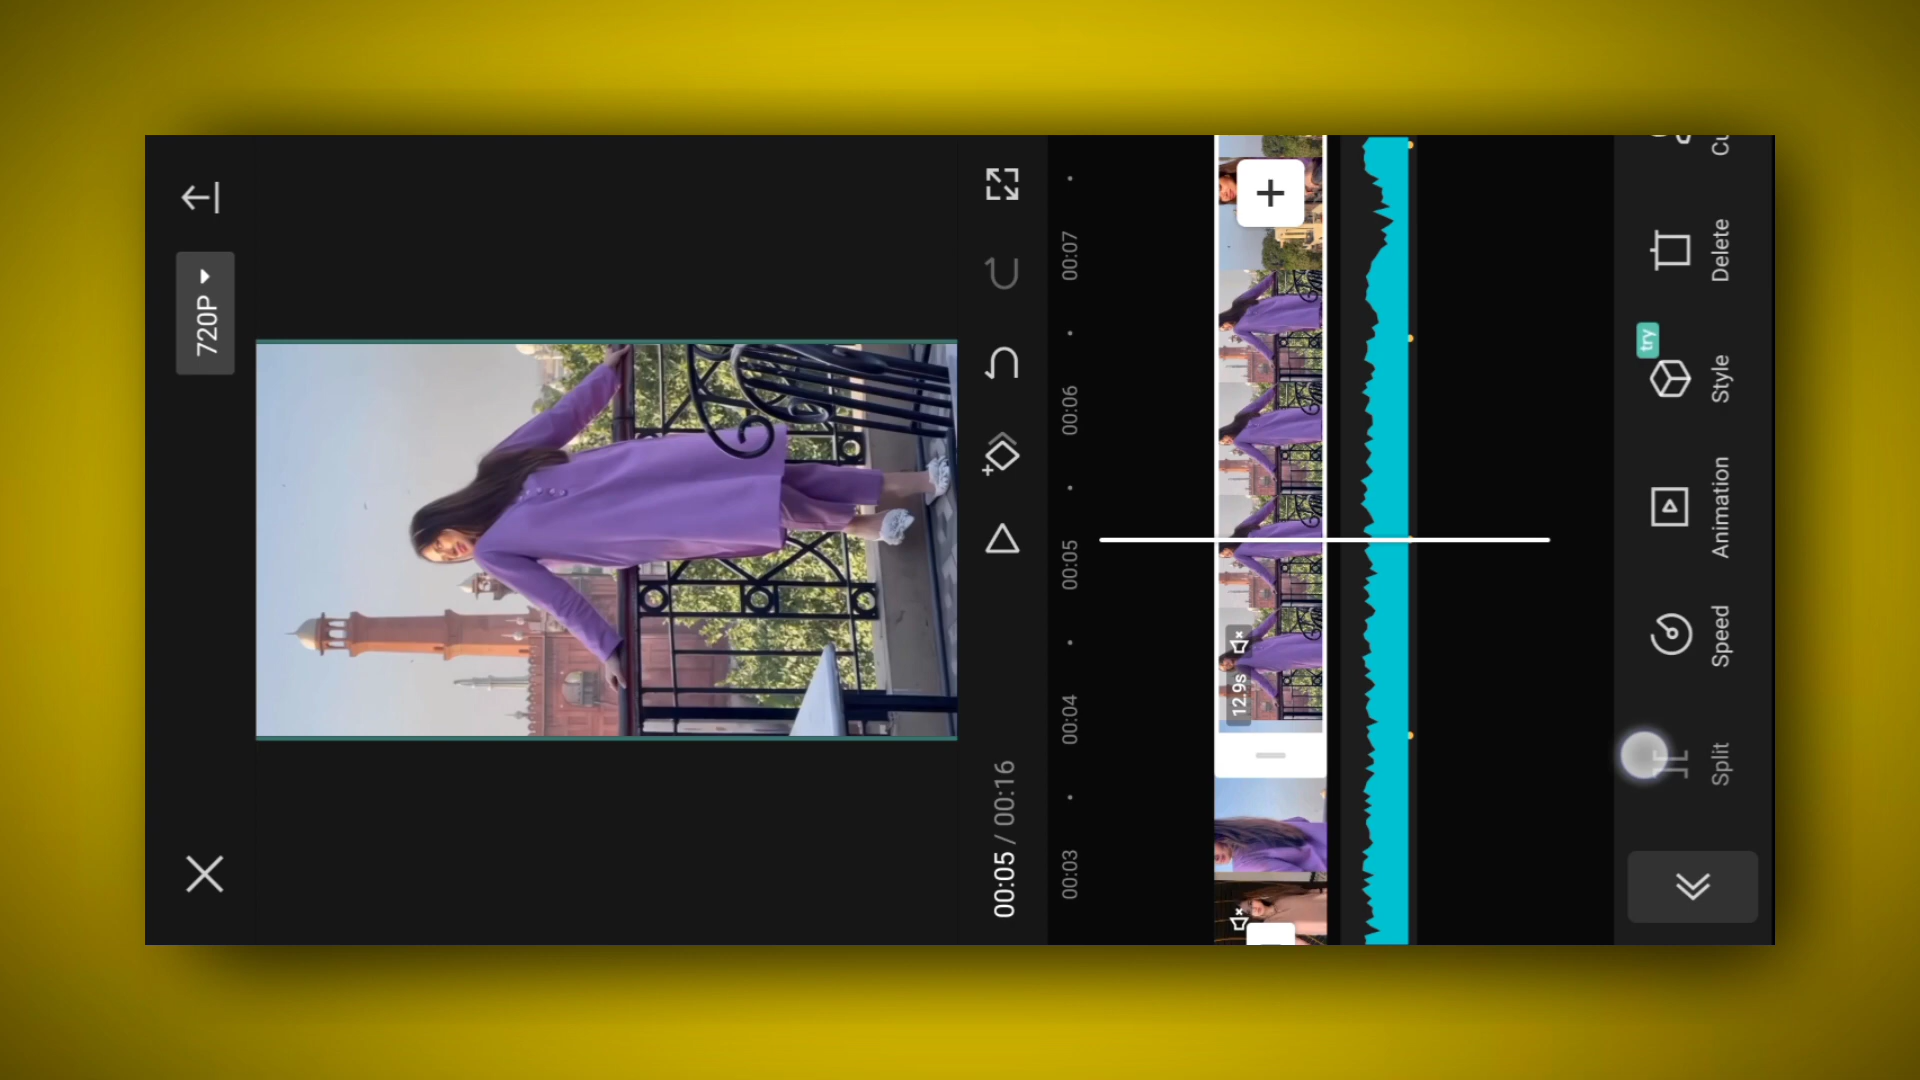 720P
00:05 / 00:16
00:03
00:04
00:05
00:06
00:07
12.9s
Split
Speed
Animation
try
Style
Delete